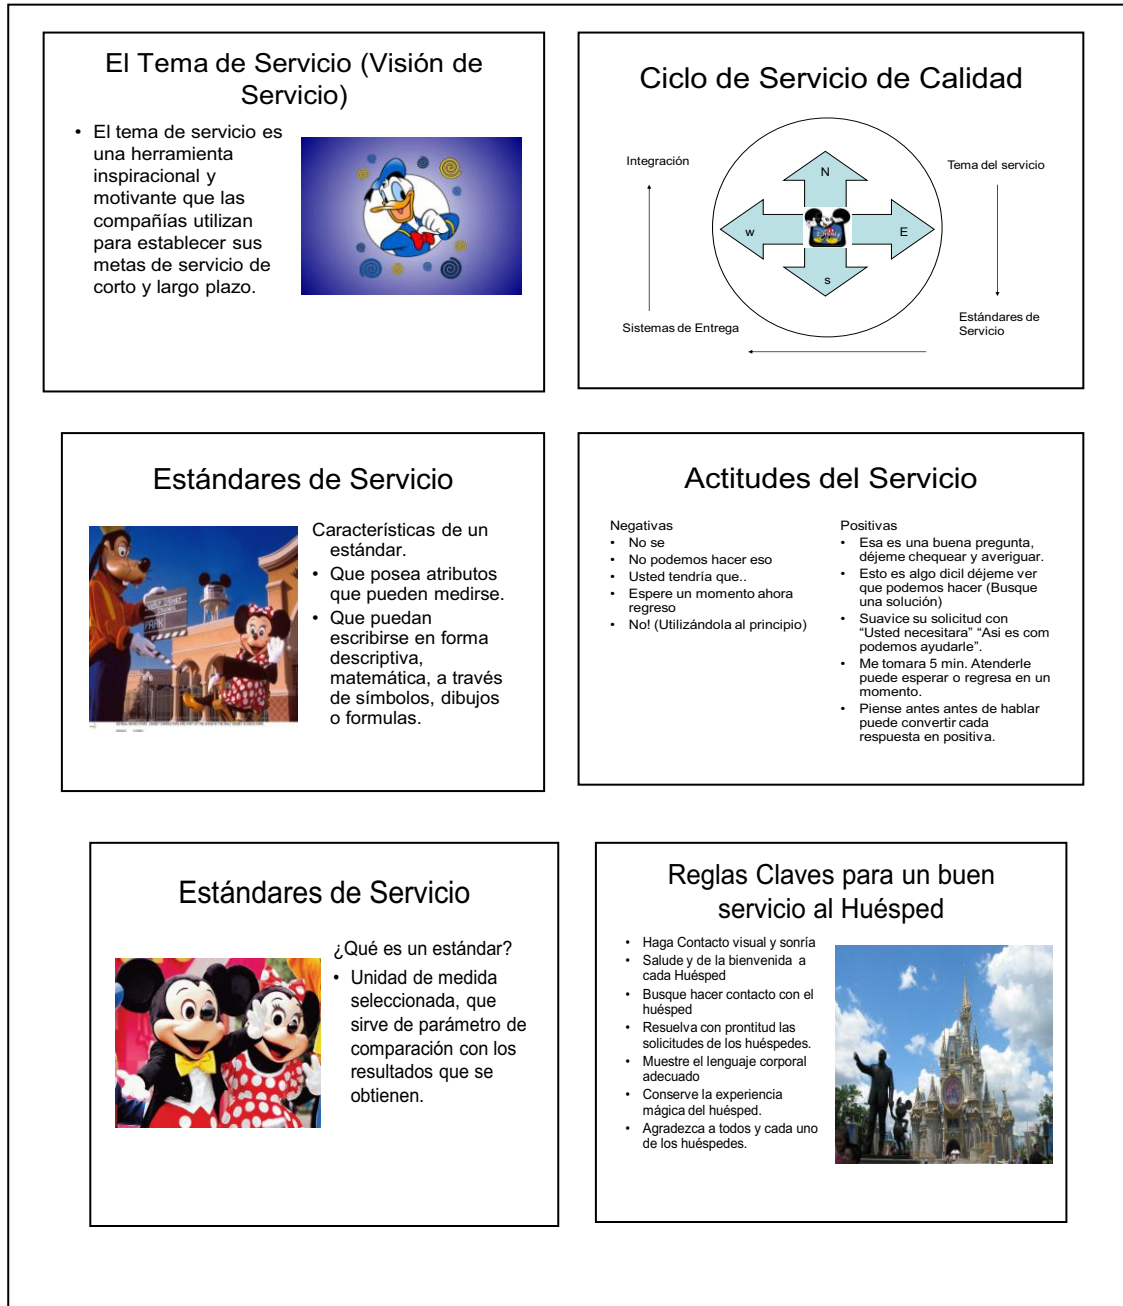 El Tema de Servicio (Visión de
Servicio)
• El tema de servicio es
una herramienta
inspiracional y
motivante que las
compañías utilizan
para establecer sus
metas de servicio de
corto y largo plazo.
Ciclo de Servicio de Calidad
Integración
Tema del servicio
N
w
E
s
Sistemas de Entrega
Estándares de
Servicio
Estándares de Servicio
Características de un
estándar.
• Que posea atributos
que pueden medirse.
• Que puedan
escribirse en forma
descriptiva,
matemática, a través
de símbolos, dibujos
o formulas.
Actitudes del Servicio
Negativas
• No se
• No podemos hacer eso
• Usted tendría que..
• Espere un momento ahora
regreso
• No! (Utilizándola al principio)
Positivas
• Esa es una buena pregunta,
déjeme chequear y averiguar.
• Esto es algo dicil déjeme ver
que podemos hacer (Busque
una solución)
• Suavice su solicitud con
“Usted necesitara” “Asi es com
podemos ayudarle”.
• Me tomara 5 min. Atenderle
puede esperar o regresa en un
momento.
• Piense antes antes de hablar
puede convertir cada
respuesta en positiva.
Estándares de Servicio
¿Qué es un estándar?
• Unidad de medida
seleccionada, que
sirve de parámetro de
comparación con los
resultados que se
obtienen.
Reglas Claves para un buen
servicio al Huésped
• Haga Contacto visual y sonría
• Salude y de la bienvenida a
cada Huésped
• Busque hacer contacto con el
huésped
• Resuelva con prontitud las
solicitudes de los huéspedes.
• Muestre el lenguaje corporal
adecuado
• Conserve la experiencia
mágica del huésped.
• Agradezca a todos y cada uno
de los huéspedes.